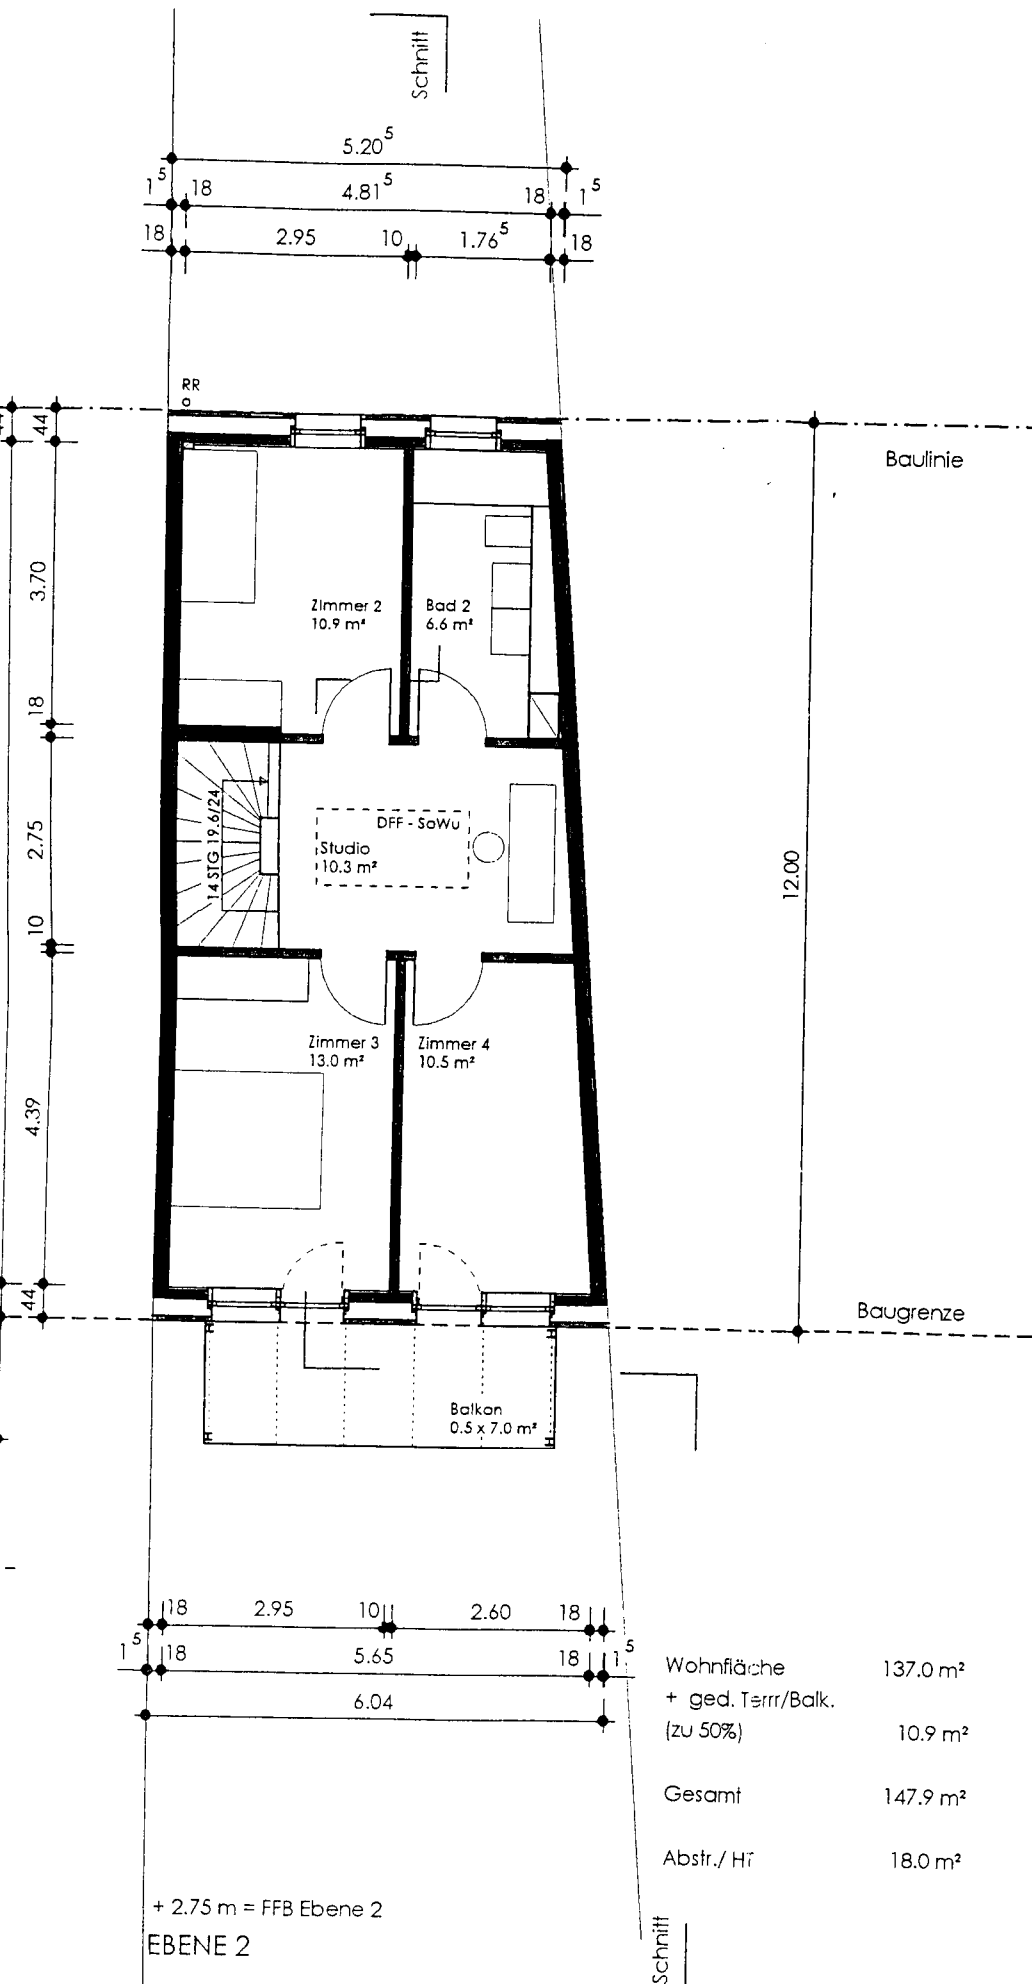 Schnitt
5.20⁵
1⁵ 18 4.81⁵ 18 1⁵
18 2.95 10 1.76⁵ 18
RR
44
44
Baulinie
3.70
Zimmer 2
10.9 m²
Bad 2
6.6 m²
18
14 STG 19.6/24
DFF - SoWu
Studio
10.3 m²
2.75
12.00
10
Zimmer 3
13.0 m²
Zimmer 4
10.5 m²
4.39
44
Baugrenze
Balkon
0.5 x 7.0 m²
18 2.95 10 2.60 18
1⁵ 18 5.65 18 1⁵
6.04
Wohnfläche 137.0 m²
+ ged. Terrr/Balk.
(zu 50%) 10.9 m²
Gesamt 147.9 m²
Abstr./ HT 18.0 m²
+ 2.75 m = FFB Ebene 2
EBENE 2
Schnitt